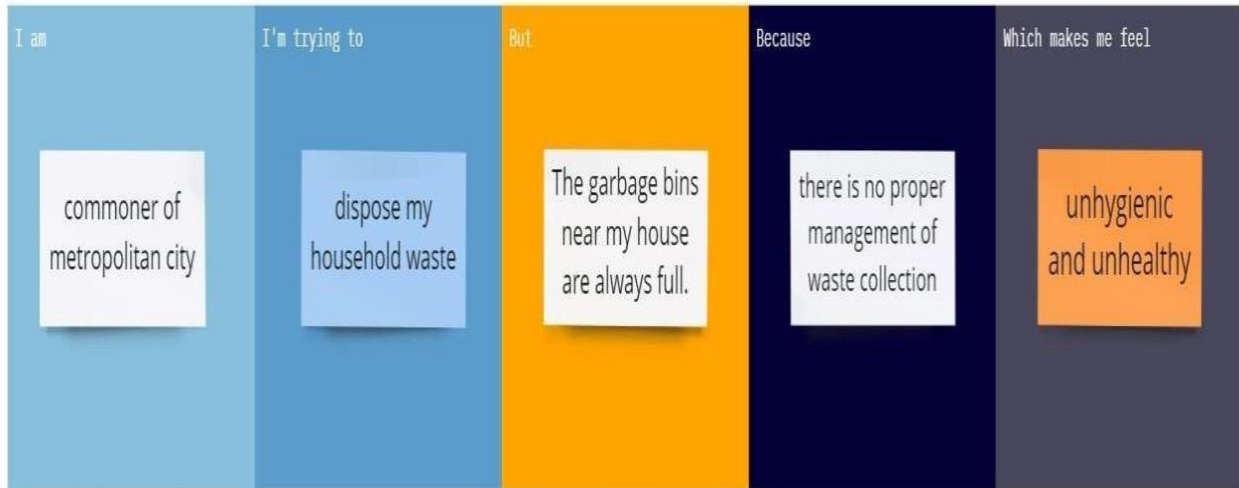 I am
commoner of
metropolitan city
I'm trying to
dispose my
household waste
But
The garbage bins
near my house
are always full.
Because
there is no proper
management of
waste collection
Which makes me feel
unhygienic
and unhealthy